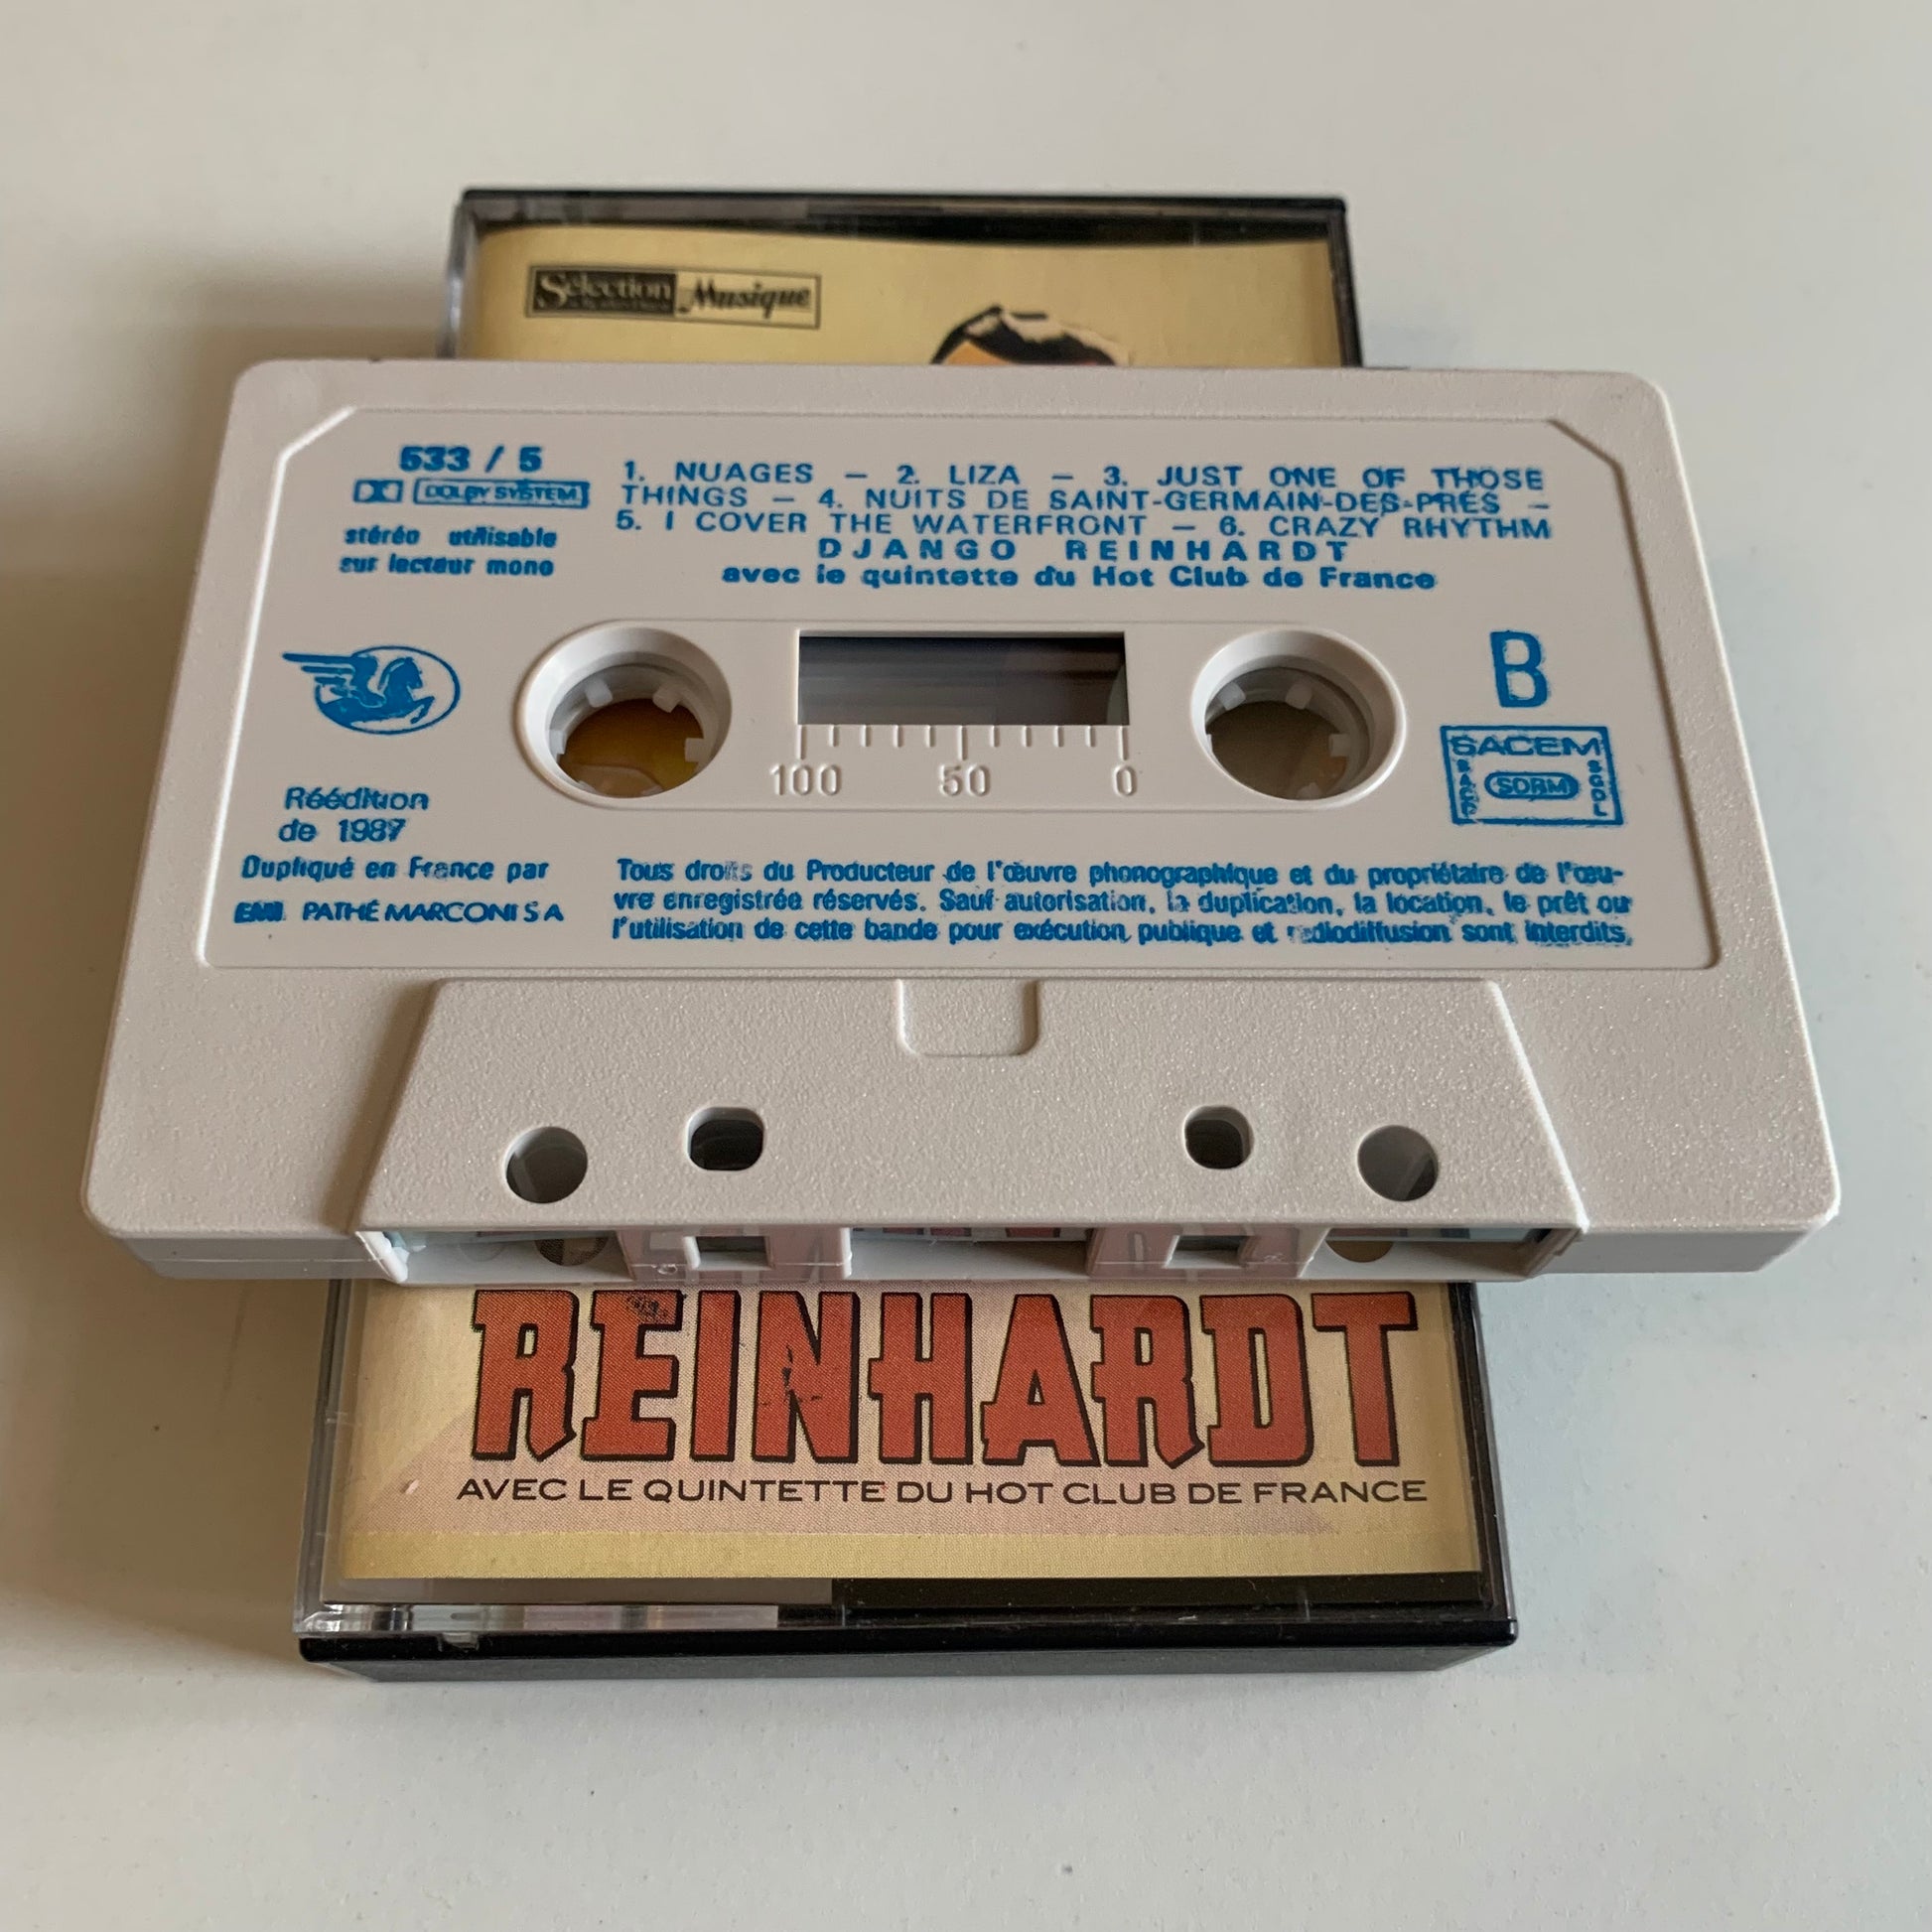 Sélection Musique
533 / 5
DOLBY SYSTEM
stéréo utilisable
sur lecteur mono
1. NUAGES – 2. LIZA – 3. JUST ONE OF THOSE
THINGS – 4. NUITS DE SAINT-GERMAIN-DES-PRÉS –
5. I COVER THE WATERFRONT – 6. CRAZY RHYTHM
DJANGO REINHARDT
avec le quintette du Hot Club de France
B
100 50 0
SACEM
SACD SDRM SGDL
Réédition
de 1987
Dupliqué en France par
EMI PATHÉ MARCONI S A
Tous droits du Producteur de l'œuvre phonographique et du propriétaire de l'œu-
vre enregistrée réservés. Sauf autorisation, la duplication, la location, le prêt ou
l'utilisation de cette bande pour exécution publique et radiodiffusion sont interdits.
REINHARDT
AVEC LE QUINTETTE DU HOT CLUB DE FRANCE